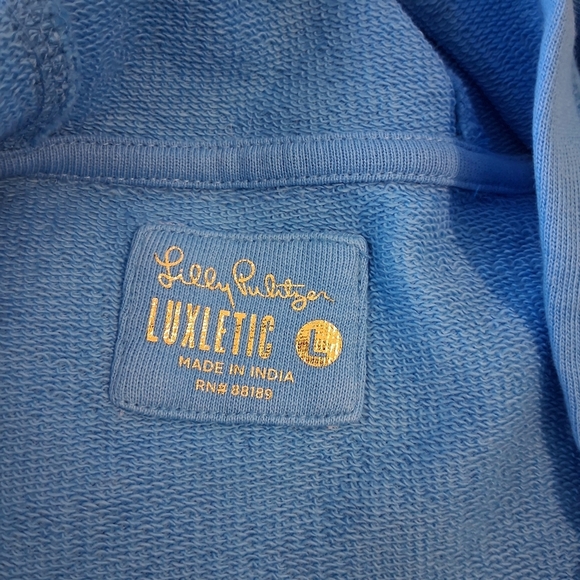 Lilly Pulitzer
LUXLETIC L
MADE IN INDIA
RN# 88189